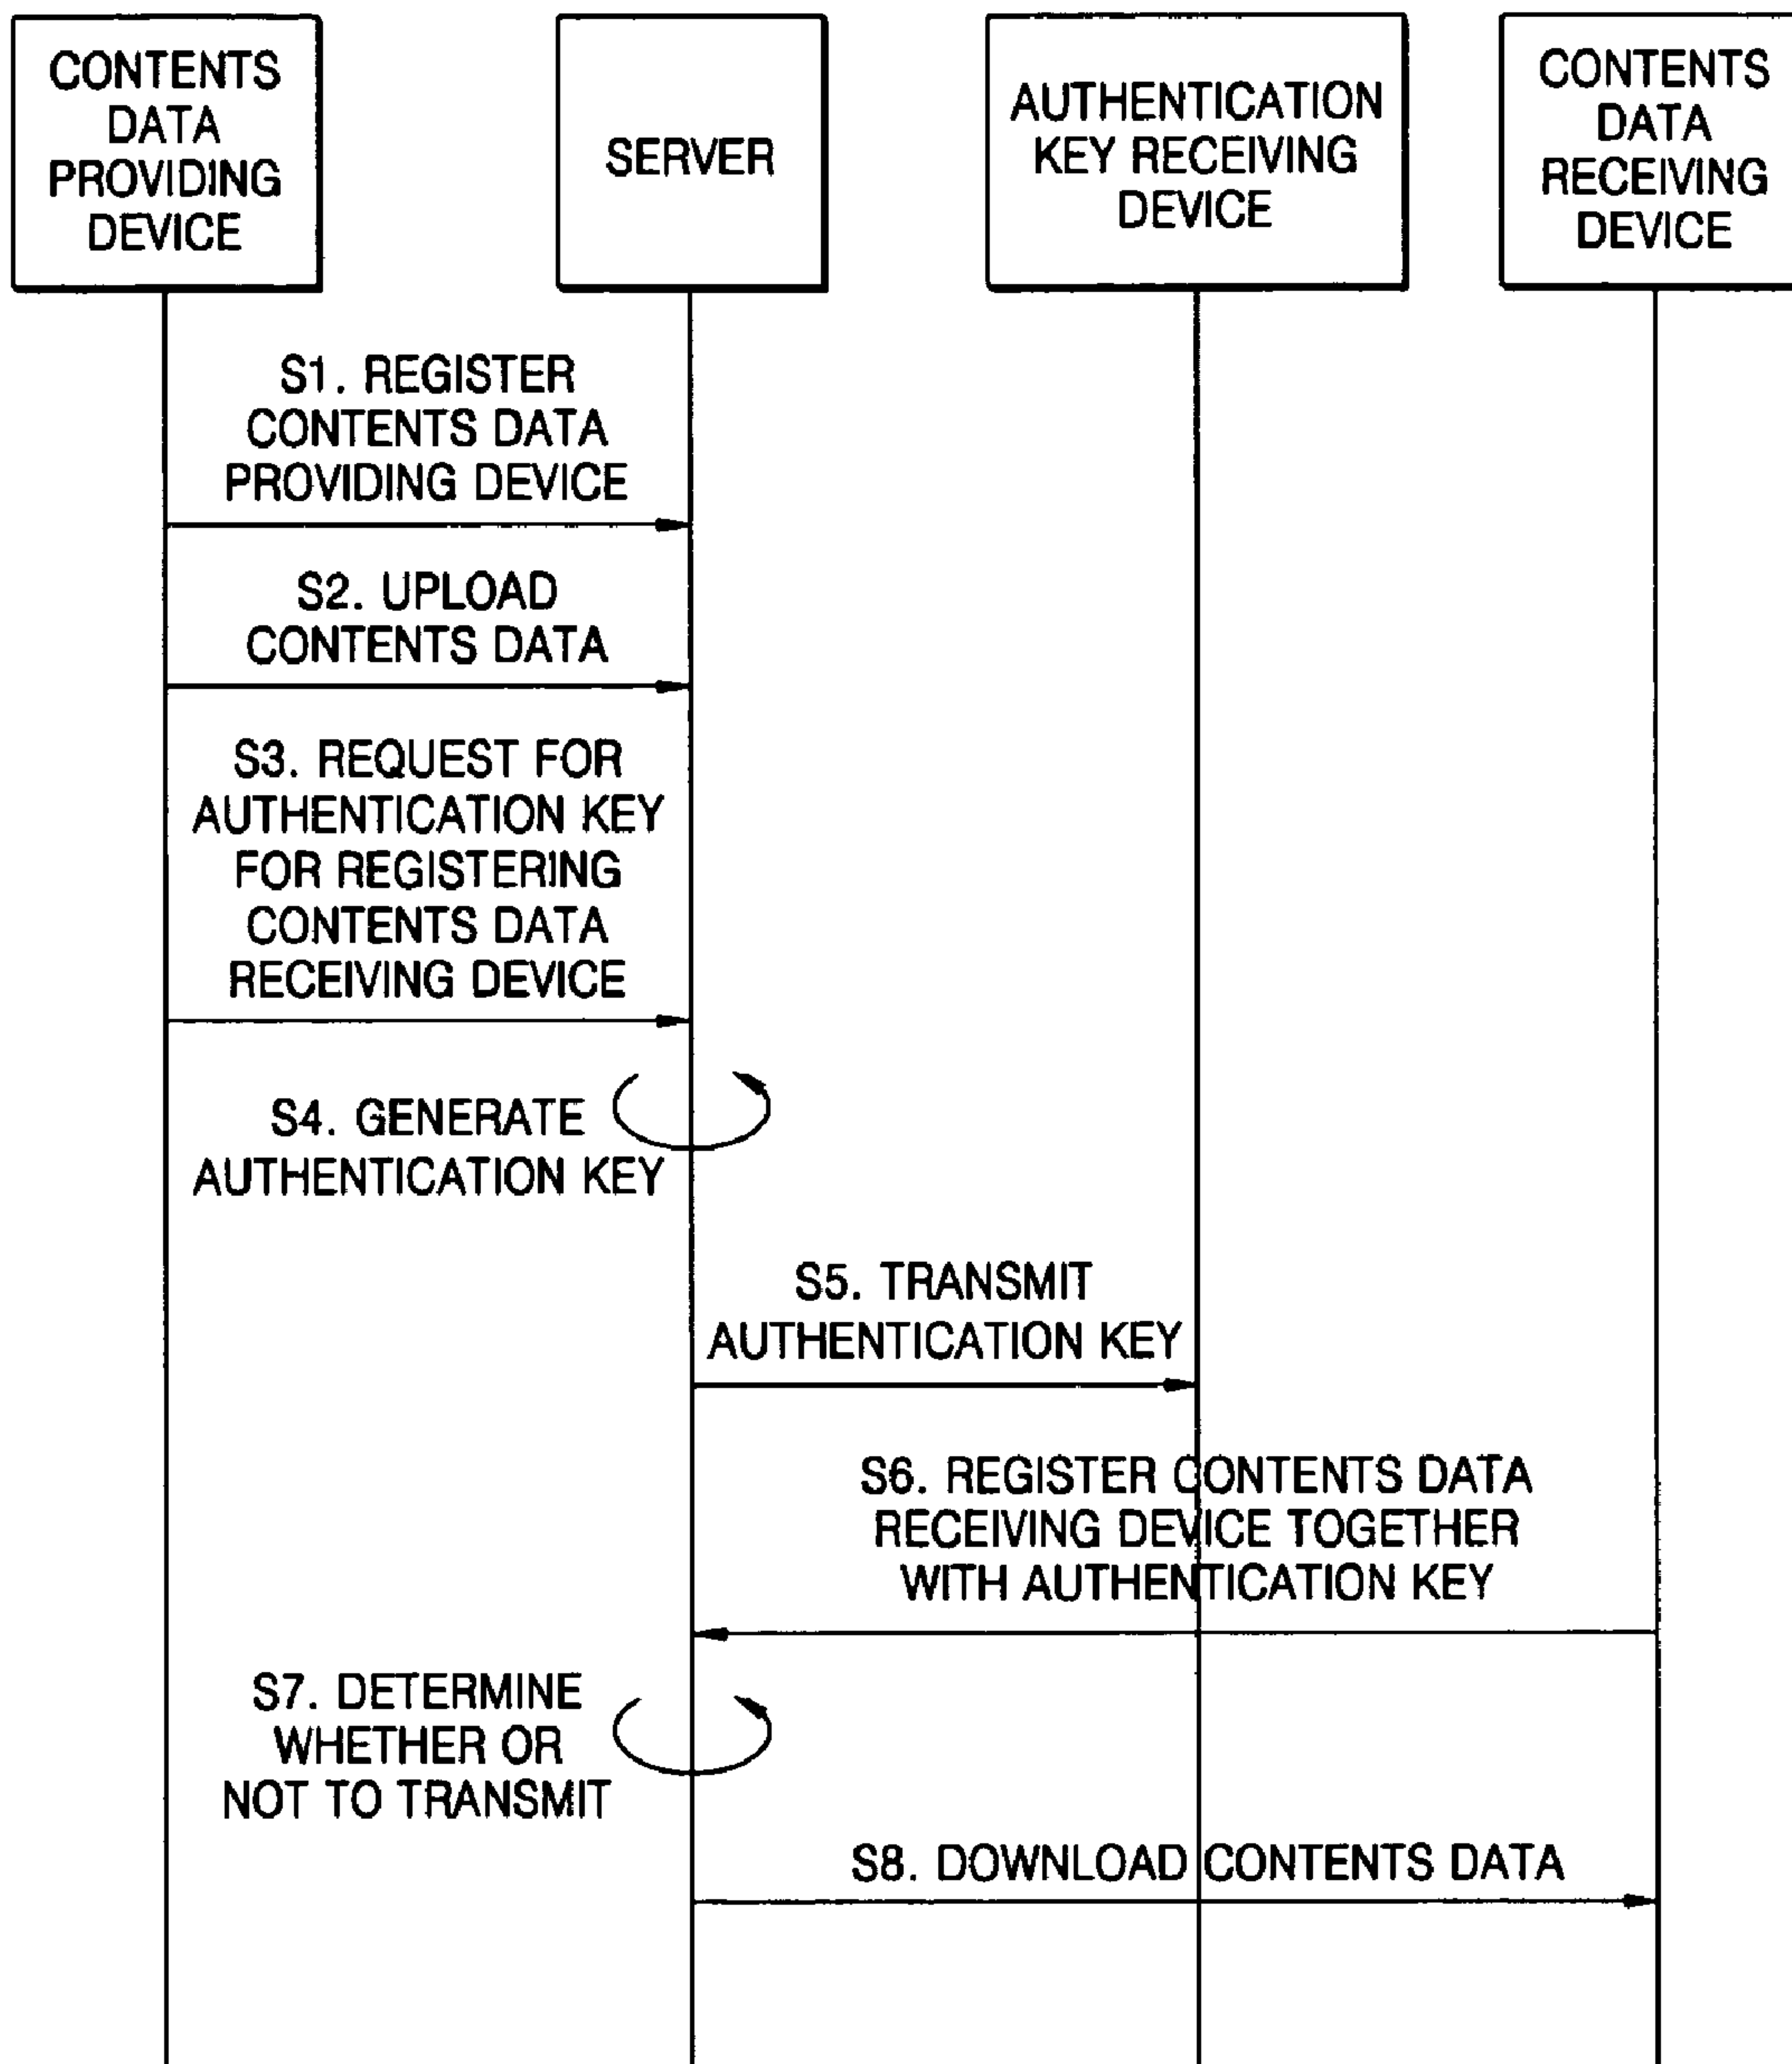 CONTENTS
DATA
PROVIDING
DEVICE
SERVER
AUTHENTICATION
KEY RECEIVING
DEVICE
CONTENTS
DATA
RECEIVING
DEVICE
S1. REGISTER
CONTENTS DATA
PROVIDING DEVICE
S2. UPLOAD
CONTENTS DATA
S3. REQUEST FOR
AUTHENTICATION KEY
FOR REGISTERING
CONTENTS DATA
RECEIVING DEVICE
S4. GENERATE
AUTHENTICATION KEY
S5. TRANSMIT
AUTHENTICATION KEY
S6. REGISTER CONTENTS DATA
RECEIVING DEVICE TOGETHER
WITH AUTHENTICATION KEY
S7. DETERMINE
WHETHER OR
NOT TO TRANSMIT
S8. DOWNLOAD CONTENTS DATA